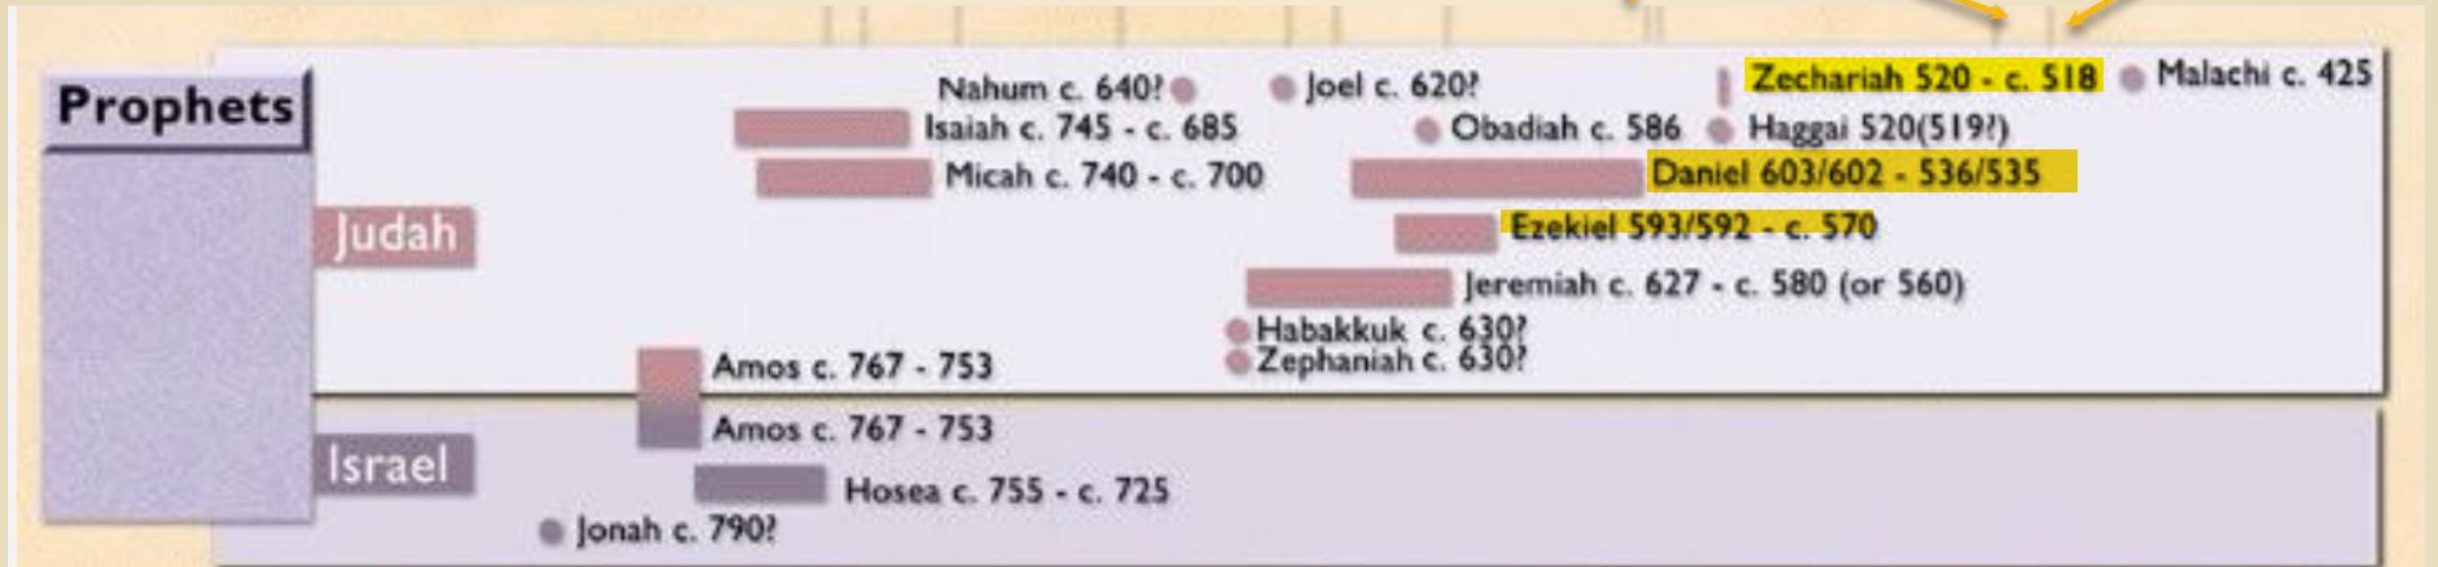 Prophets
Nahum c. 640?
Joel c. 620?
Zechariah 520 - c. 518
Malachi c. 425
Isaiah c. 745 - c. 685
Obadiah c. 586
Haggai 520(519?)
Micah c. 740 - c. 700
Daniel 603/602 - 536/535
Judah
Ezekiel 593/592 - c. 570
Jeremiah c. 627 - c. 580 (or 560)
Habakkuk c. 630?
Zephaniah c. 630?
Amos c. 767 - 753
Amos c. 767 - 753
Israel
Hosea c. 755 - c. 725
Jonah c. 790?